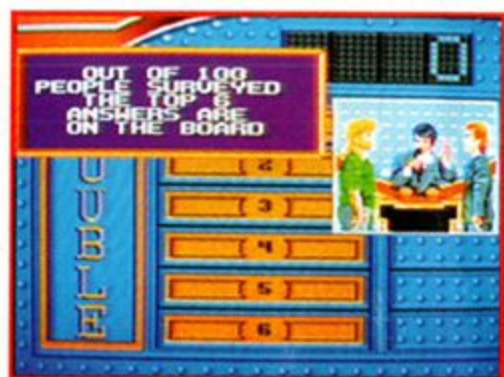 0
OUT OF 100
PEOPLE SURVEYED
THE TOP 6
ANSWERS ARE
ON THE BOARD
2
3
4
5
6
UBLE